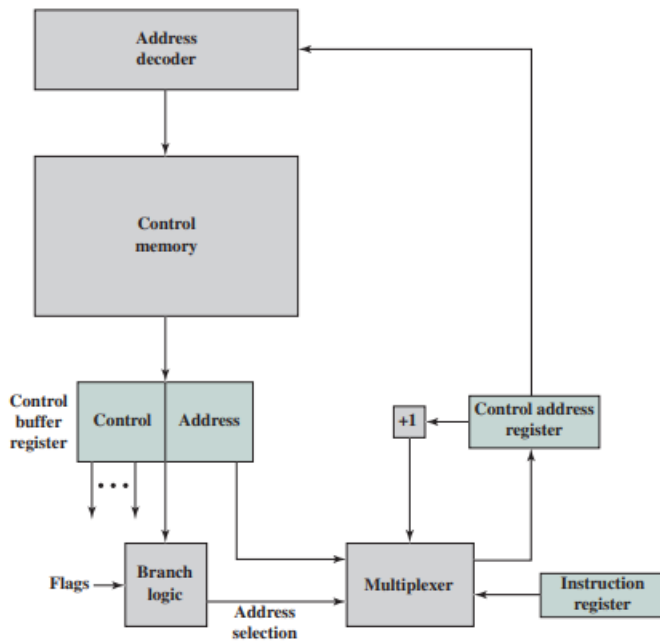 Address
decoder
Control
memory
Control
buffer
register
Control
Address
+1
Control address
register
Flags
Branch
logic
Address
selection
Multiplexer
Instruction
register